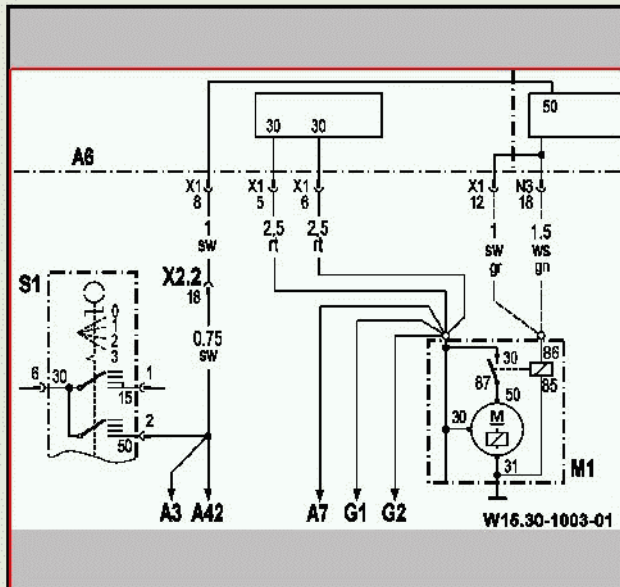 50
30 30
A6
X1 X1 X1 X1 N3
8 5 6 12 18
1 2,5 2,5 1 1.5
sw rt rt sw ws
gr gn
S1
X2.2
18
0
1
2
3
0.75
sw
6 30 1
15
2
50
30 86
87 85
50
M
30
31
M1
A3 A42 A7 G1 G2
W15.30-1003-01